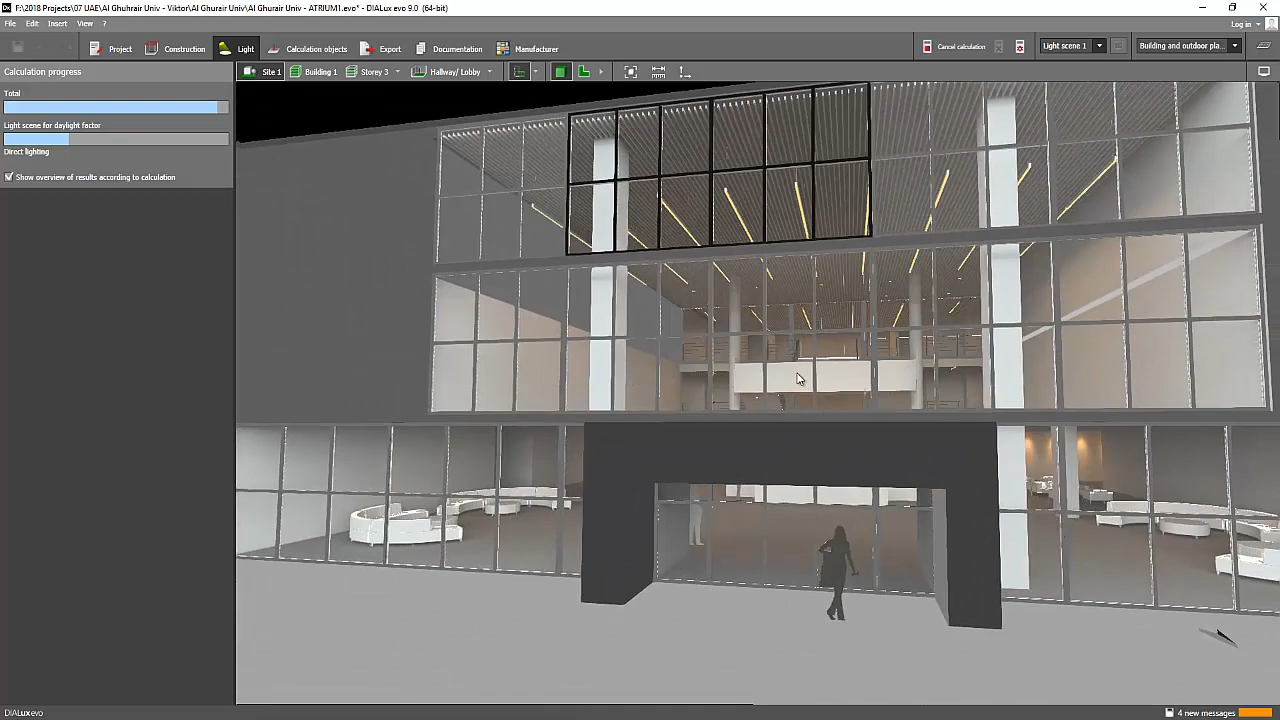 F:\2018 Projects\07 UAE\Al Ghuhrair Univ - Viktor\Al Ghurair Univ\Al Ghurair Univ - ATRIUM1.evo* - DIALux evo 9.0 (64-bit)
File Edit Insert View ? Log in
Project Construction Light Calculation objects Export Documentation Manufacturer Cancel calculation Light scene 1 Building and outdoor pla...
Calculation progress Site 1 Building 1 Storey 3 Hallway/ Lobby
Total
Light scene for daylight factor
Direct lighting
Show overview of results according to calculation
DIALux evo 4 new messages